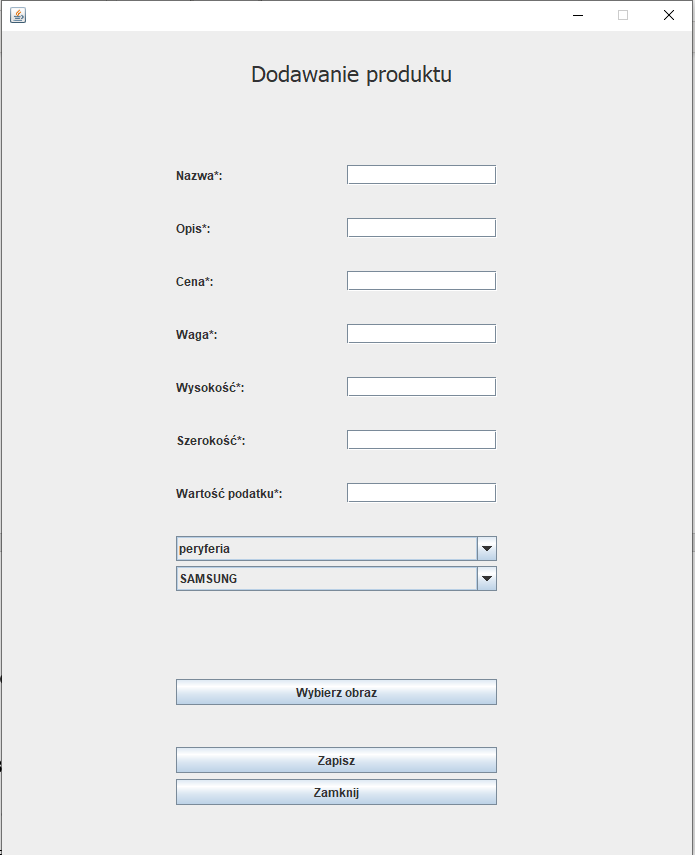 Dodawanie produktu
Nazwa*:
Opis*:
Cena*:
Waga*:
Wysokość*:
Szerokość*:
Wartość podatku*:
peryferia
SAMSUNG
Wybierz obraz
Zapisz
Zamknij